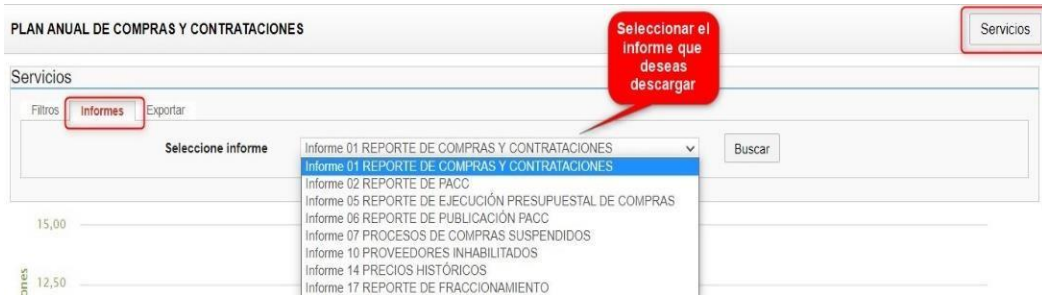 PLAN ANUAL DE COMPRAS Y CONTRATACIONES
Seleccionar el
informe que
deseas
descargar
Servicios
Servicios
Filtros Informes Exportar
Seleccione informe
Informe 01 REPORTE DE COMPRAS Y CONTRATACIONES
Buscar
Informe 01 REPORTE DE COMPRAS Y CONTRATACIONES
Informe 02 REPORTE DE PACC
Informe 05 REPORTE DE EJECUCIÓN PRESUPUESTAL DE COMPRAS
Informe 06 REPORTE DE PUBLICACIÓN PACC
Informe 07 PROCESOS DE COMPRAS SUSPENDIDOS
Informe 10 PROVEEDORES INHABILITADOS
Informe 14 PRECIOS HISTÓRICOS
Informe 17 REPORTE DE FRACCIONAMIENTO
15,00
12,50